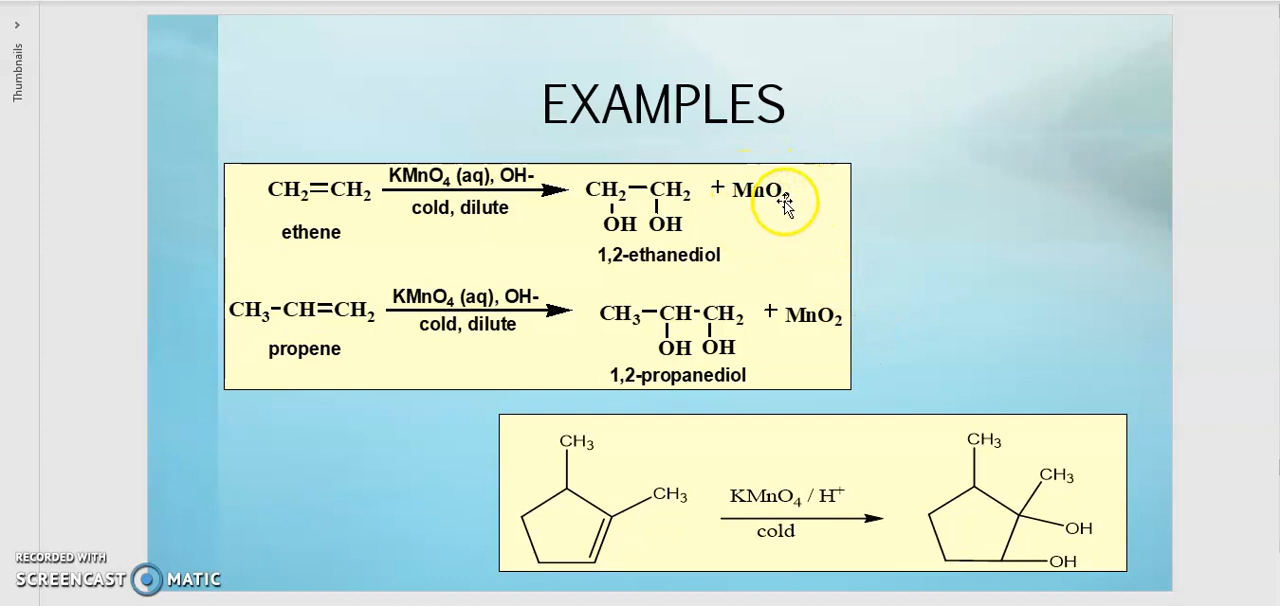 Thumbnails
EXAMPLES
CH₂=CH₂ KMnO₄ (aq), OH- CH₂−CH₂ + MnO₂
cold, dilute
OH OH
ethene
1,2-ethanediol
CH₃−CH=CH₂ KMnO₄ (aq), OH- CH₃−CH-CH₂ + MnO₂
cold, dilute
OH OH
propene
1,2-propanediol
CH₃ CH₃
CH₃ KMnO₄ / H⁺ CH₃
cold OH
OH
RECORDED WITH
SCREENCAST MATIC